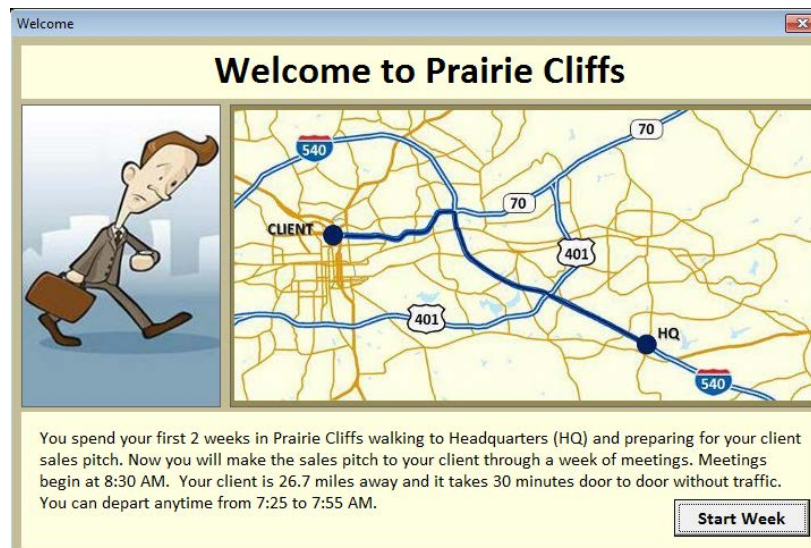 Welcome
Welcome to Prairie Cliffs
540
70
70
CLIENT
401
401
HQ
540
You spend your first 2 weeks in Prairie Cliffs walking to Headquarters (HQ) and preparing for your client
sales pitch. Now you will make the sales pitch to your client through a week of meetings. Meetings
begin at 8:30 AM.  Your client is 26.7 miles away and it takes 30 minutes door to door without traffic.
You can depart anytime from 7:25 to 7:55 AM.
Start Week